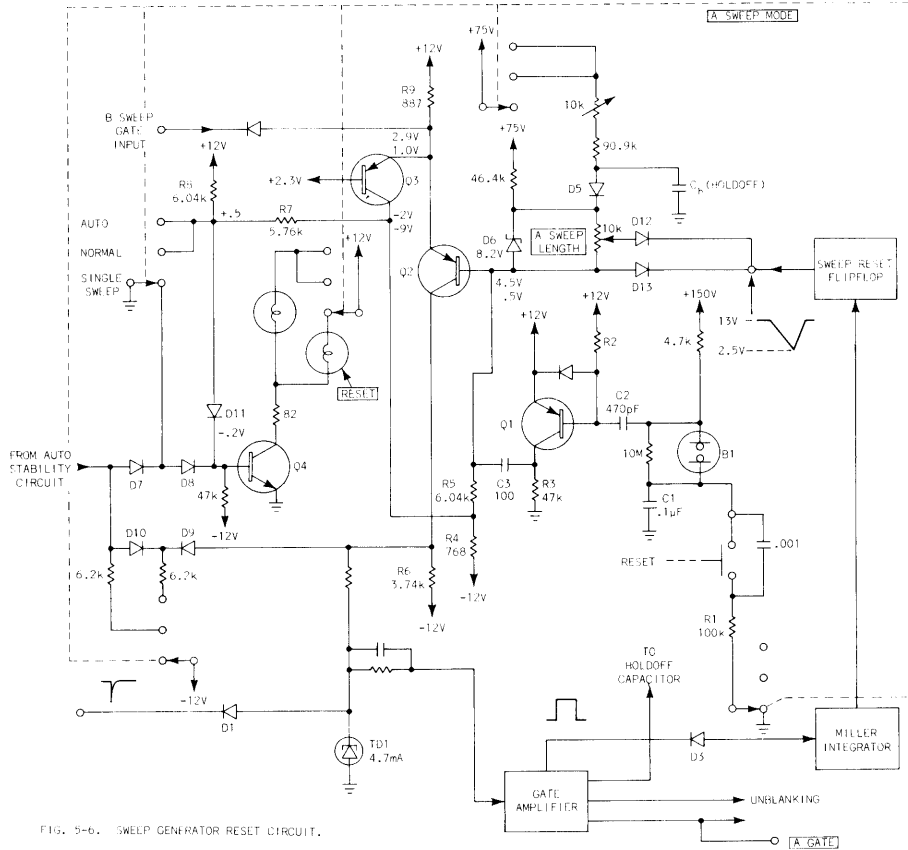 A SWEEP MODE
+75V
+12V
10k
R9
887
B SWEEP
GATE
INPUT
+12V
+75V
2.9V
1.0V
90.9k
+2.3V
Q3
R8
6.04k
46.4k
D5
Ch (HOLDOFF)
+.5
R7
5.76k
-2V
-9V
AUTO
+12V
10k
D12
D6
8.2V
A SWEEP
LENGTH
NORMAL
Q2
SWEEP RESET
FLIPFLOP
SINGLE
SWEEP
4.5V
.5V
D13
+12V
+12V
+150V
13V
2.5V
R2
4.7k
RESET
C2
470pF
D11
-.2V
82
Q1
FROM AUTO
STABILITY
CIRCUIT
Q4
10M
B1
D7
D8
47k
R5
6.04k
C3
100
R3
47k
C1
.1µF
-12V
D10
D9
R4
768
.001
RESET
6.2k
6.2k
R6
3.74k
-12V
R1
100k
-12V
TO
HOLDOFF
CAPACITOR
-12V
D1
MILLER
INTEGRATOR
D3
TD1
4.7mA
GATE
AMPLIFIER
UNBLANKING
A GATE
FIG. 5-6. SWEEP GENERATOR RESET CIRCUIT.